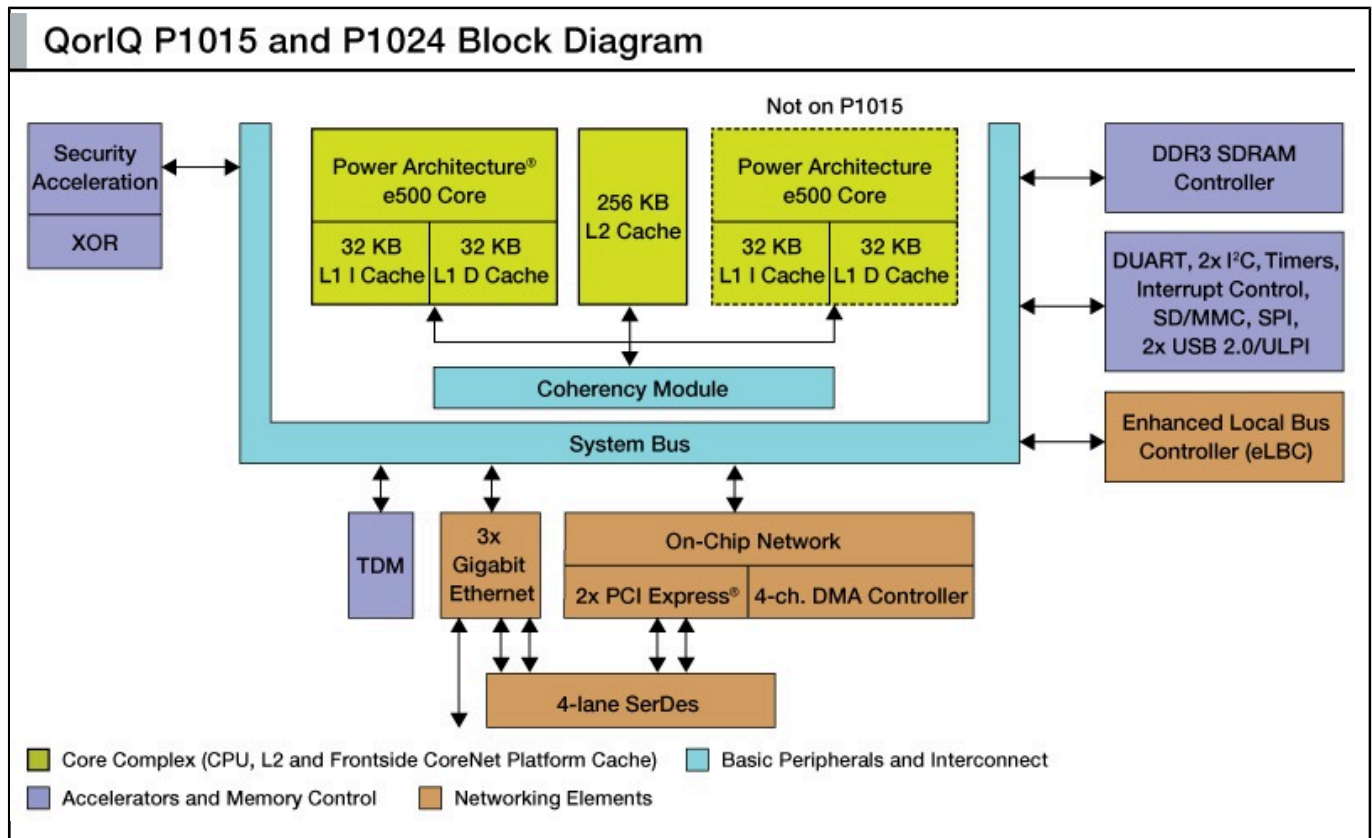 QorIQ P1015 and P1024 Block Diagram
Not on P1015
Security
Acceleration
XOR
Power Architecture®
e500 Core
32 KB
L1 I Cache
32 KB
L1 D Cache
256 KB
L2 Cache
Power Architecture
e500 Core
32 KB
L1 I Cache
32 KB
L1 D Cache
DDR3 SDRAM
Controller
DUART, 2x I²C, Timers,
Interrupt Control,
SD/MMC, SPI,
2x USB 2.0/ULPI
Coherency Module
Enhanced Local Bus
Controller (eLBC)
System Bus
TDM
3x
Gigabit
Ethernet
On-Chip Network
2x PCI Express®
4-ch. DMA Controller
4-lane SerDes
Core Complex (CPU, L2 and Frontside CoreNet Platform Cache)
Basic Peripherals and Interconnect
Accelerators and Memory Control
Networking Elements